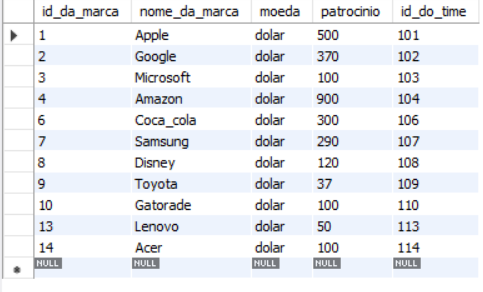 id_da_marca nome_da_marca moeda patrocinio id_do_time
1 Apple dolar 500 101
2 Google dolar 370 102
3 Microsoft dolar 100 103
4 Amazon dolar 900 104
6 Coca_cola dolar 300 106
7 Samsung dolar 290 107
8 Disney dolar 120 108
9 Toyota dolar 37 109
10 Gatorade dolar 100 110
13 Lenovo dolar 50 113
14 Acer dolar 100 114
NULL NULL NULL NULL NULL